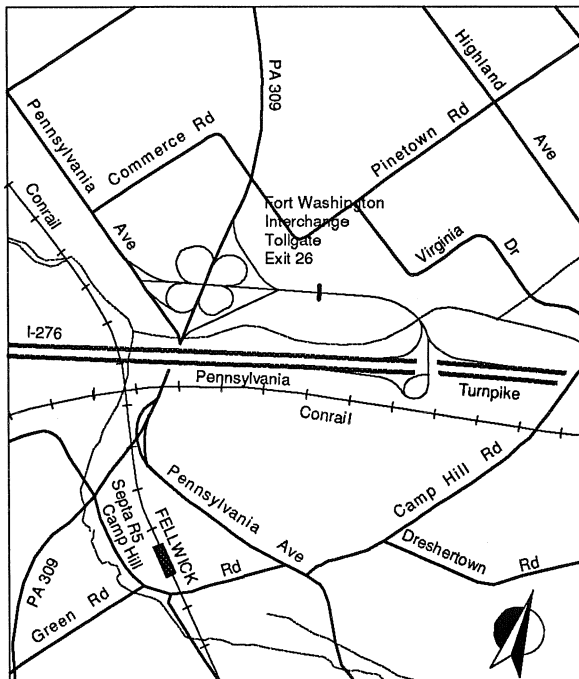 Highland
Ave
PA 309
Pennsylvania
Ave
Commerce Rd
Pinetown Rd
Conrail
Fort Washington
Interchange
Tollgate
Exit 26
Virginia
Dr
I-276
Pennsylvania
Turnpike
Conrail
Camp Hill Rd
Pennsylvania Ave
Septa R5
Camp Hill
FELLWICK
Rd
Dreshertown Rd
PA 309
Green Rd